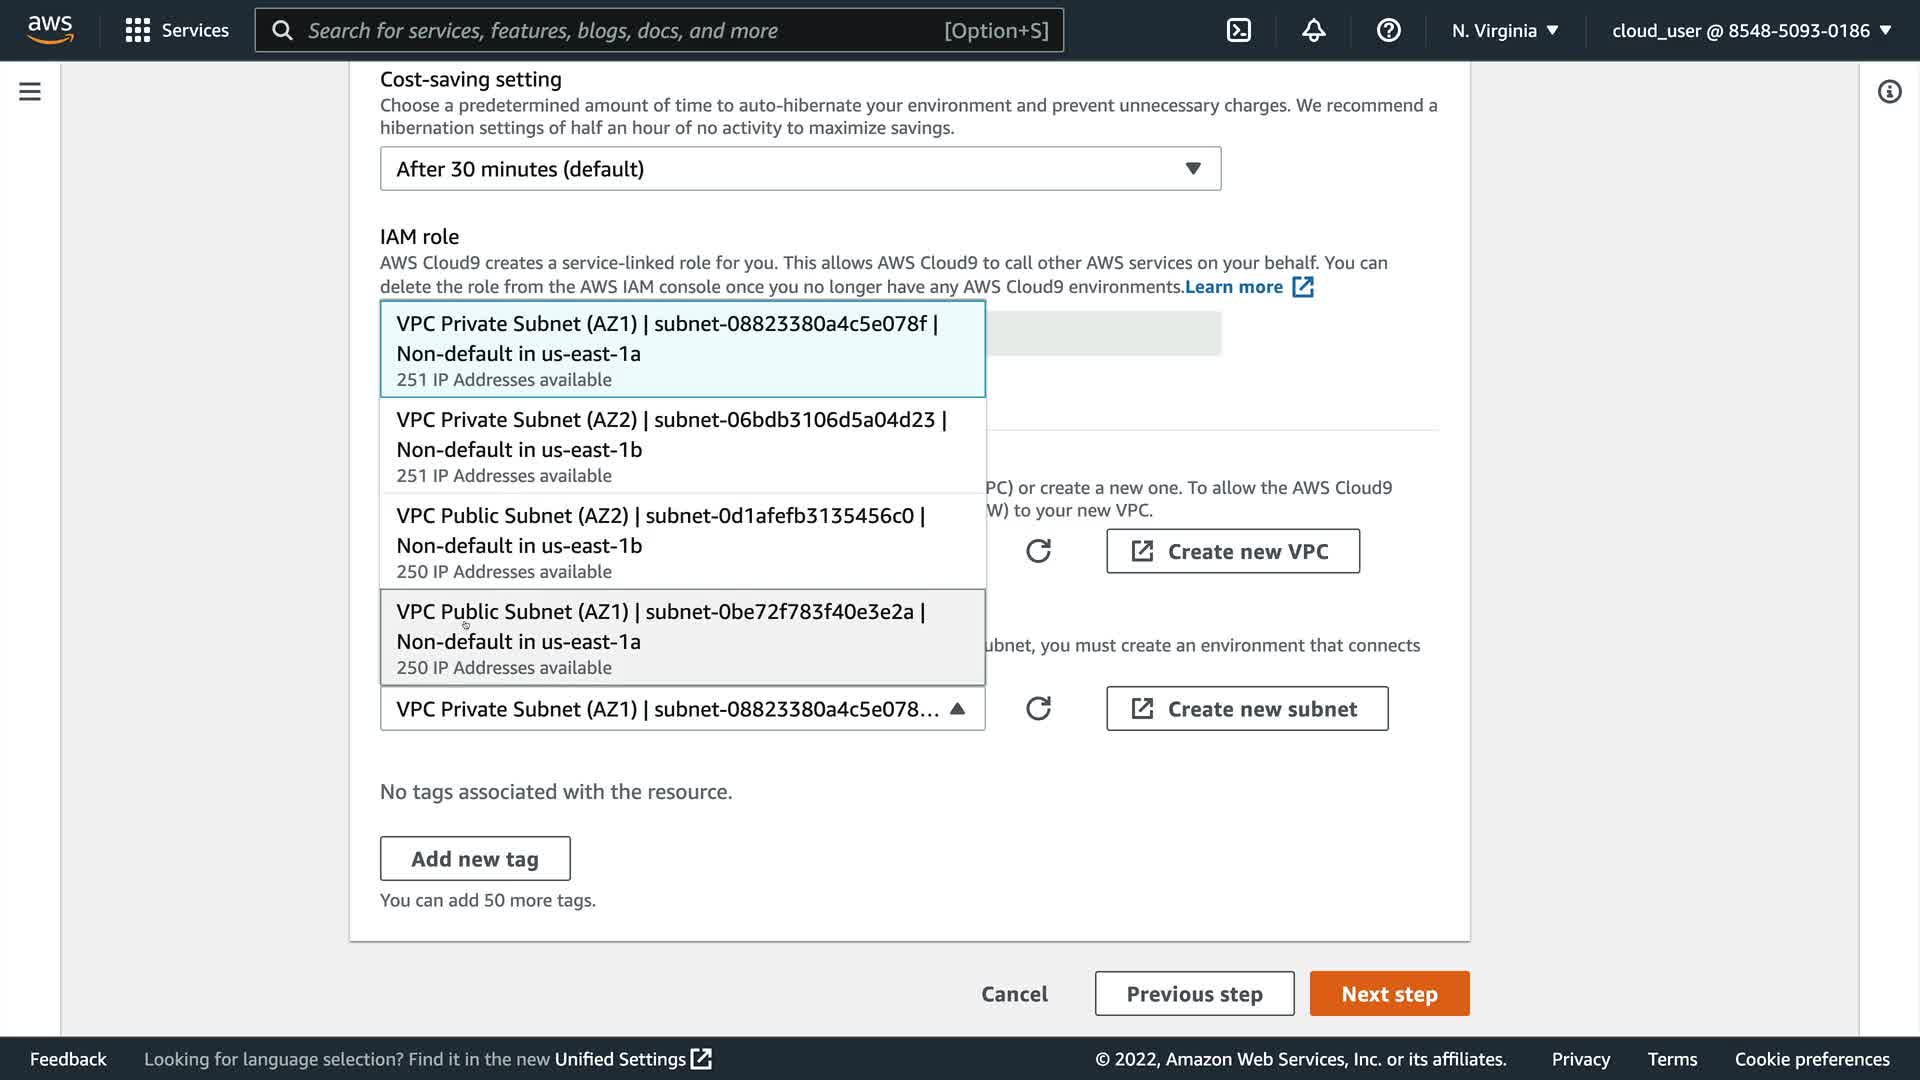 aws
Services
Search for services, features, blogs, docs, and more
[Option+S]
N. Virginia
cloud_user @ 8548-5093-0186
Cost-saving setting
Choose a predetermined amount of time to auto-hibernate your environment and prevent unnecessary charges. We recommend a
hibernation settings of half an hour of no activity to maximize savings.
After 30 minutes (default)
IAM role
AWS Cloud9 creates a service-linked role for you. This allows AWS Cloud9 to call other AWS services on your behalf. You can
delete the role from the AWS IAM console once you no longer have any AWS Cloud9 environments.Learn more
VPC Private Subnet (AZ1) | subnet-08823380a4c5e078f |
Non-default in us-east-1a
251 IP Addresses available
VPC Private Subnet (AZ2) | subnet-06bdb3106d5a04d23 |
Non-default in us-east-1b
251 IP Addresses available
PC) or create a new one. To allow the AWS Cloud9
W) to your new VPC.
VPC Public Subnet (AZ2) | subnet-0d1afefb3135456c0 |
Non-default in us-east-1b
250 IP Addresses available
Create new VPC
VPC Public Subnet (AZ1) | subnet-0be72f783f40e3e2a |
Non-default in us-east-1a
250 IP Addresses available
ubnet, you must create an environment that connects
VPC Private Subnet (AZ1) | subnet-08823380a4c5e078...
Create new subnet
No tags associated with the resource.
Add new tag
You can add 50 more tags.
Cancel
Previous step
Next step
Feedback
Looking for language selection? Find it in the new Unified Settings
© 2022, Amazon Web Services, Inc. or its affiliates.
Privacy
Terms
Cookie preferences